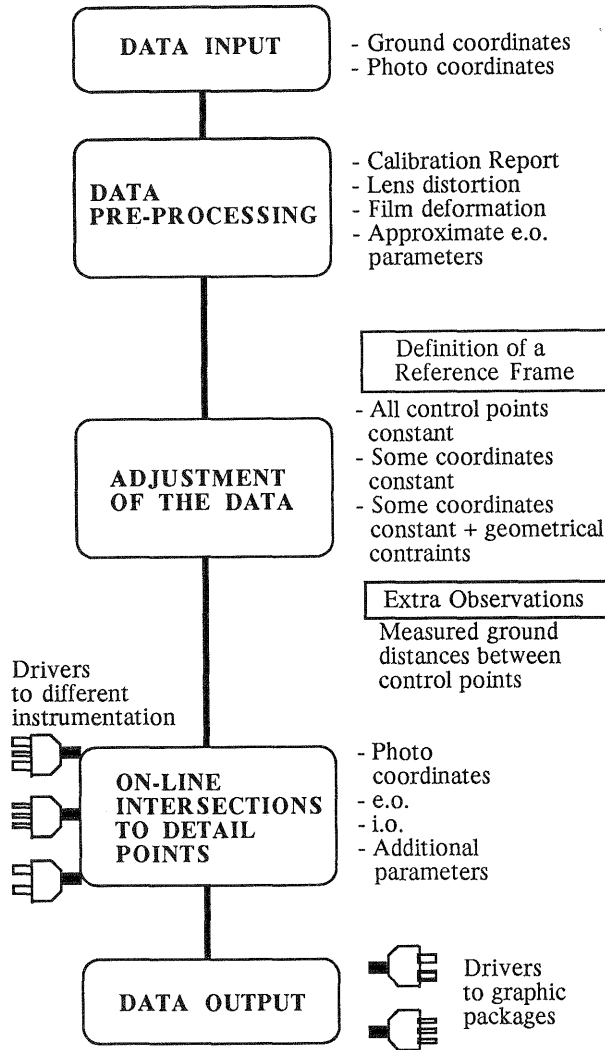 DATA INPUT
- Ground coordinates
- Photo coordinates
DATA
PRE-PROCESSING
- Calibration Report
- Lens distortion
- Film deformation
- Approximate e.o.
parameters
Definition of a
Reference Frame
ADJUSTMENT
OF THE DATA
- All control points
constant
- Some coordinates
constant
- Some coordinates
constant + geometrical
contraints
Extra Observations
Measured ground
distances between
control points
Drivers
to different
instrumentation
ON-LINE
INTERSECTIONS
TO DETAIL
POINTS
- Photo
coordinates
- e.o.
- i.o.
- Additional
parameters
DATA OUTPUT
Drivers
to graphic
packages